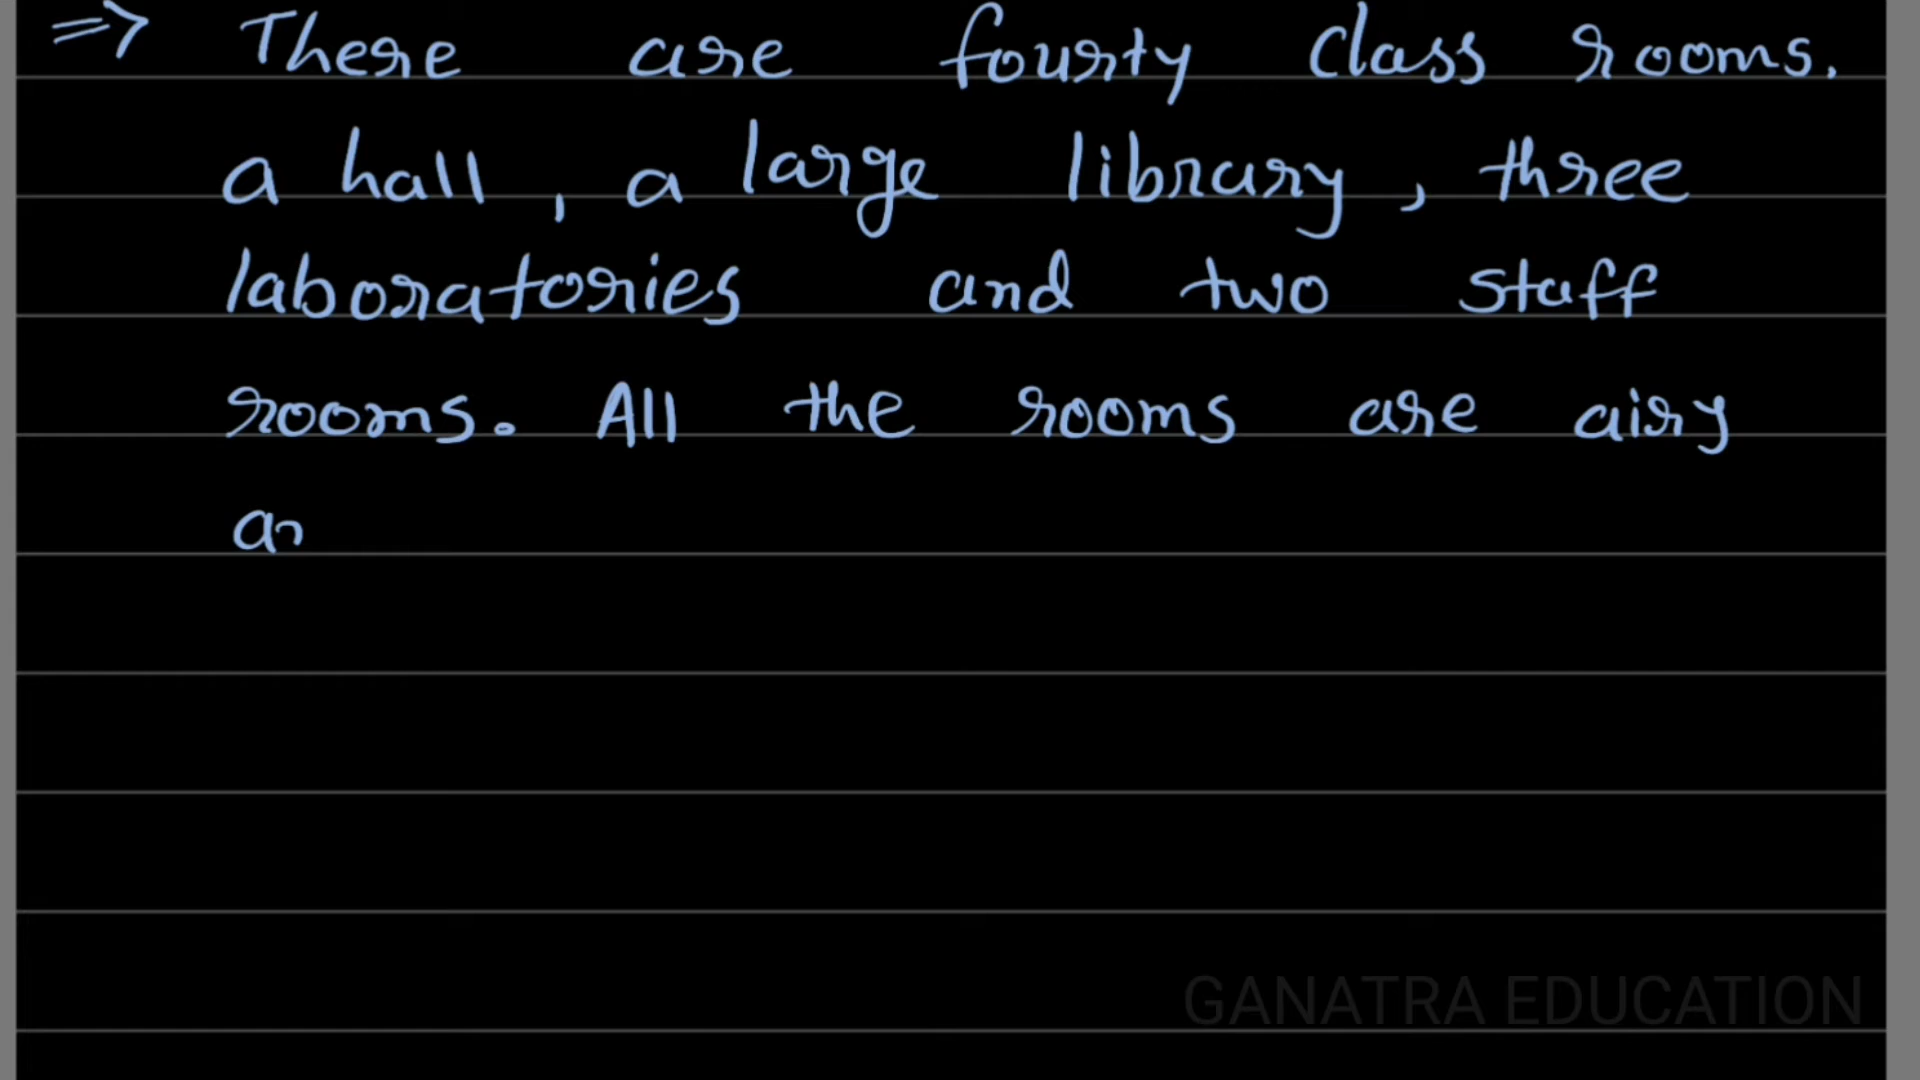 => There are fourty class rooms.
a hall, a large library, three
laboratories and two staff
rooms. All the rooms are airy
an
GANATRA EDUCATION